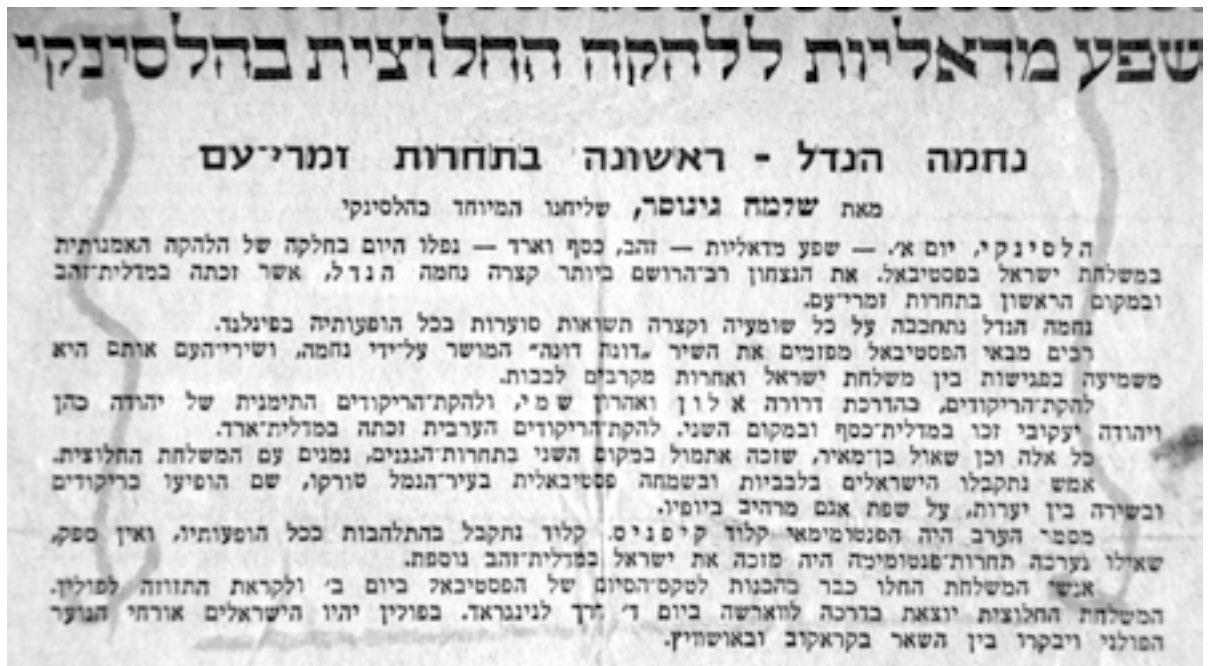 שפע מדאליות ללהקה החלוצית בהלסינקי
נחמה הנדל - ראשונה בתחרות זמרי־עם
מאת שלמה גינוסר, שליחנו המיוחד בהלסינקי
הלסינקי, יום א׳. — שפע מדאליות — זהב, כסף וארד — נפלו היום בחלקה של הלהקה האמנותית
במשלחת ישראל בפסטיבאל. את הנצחון רב־הרושם ביותר קצרה נחמה הנדל, אשר זכתה במדלית־זהב
ובמקום הראשון בתחרות זמרי־עם.
נחמה הנדל נתחבבה על כל שומעיה וקצרה תשואות סוערות בכל הופעותיה בפינלנד.
רבים מבאי הפסטיבאל מפזמים את השיר „דונה דונה” המושר על־ידי נחמה, ושירי־העם אותם היא
משמיעה בפגישות בין משלחת ישראל ואחרות מקרבים לבבות.
להקת־הריקודים, בהדרכת דרורה אלון ואהרון שמי, ולהקת־הריקודים התימנית של יהודה כהן
ויהודה יעקובי זכו במדלית־כסף ובמקום השני. להקת־הריקודים הערבית זכתה במדלית־ארד.
כל אלה וכן שאול בן־מאיר, שזכה אתמול במקום השני בתחרות־הנגנים, נמנים עם המשלחת החלוצית.
אמש נתקבלו הישראלים בלבביות ובשמחה פסטיבאלית בעיר־הנמל טורקו, שם הופיעו בריקודים
ובשירה בין יערות, על שפת אגם מרהיב ביופיו.
מסמר הערב היה הפנטומימאי קלוד קיפניס. קלוד נתקבל בהתלהבות בכל הופעותיו, ואין ספק,
שאילו נערכה תחרות־פנטומימה היה מזכה את ישראל במדלית־זהב נוספת.
אנשי המשלחת החלו כבר בהכנות לטקס־הסיום של הפסטיבאל ביום ב׳ ולקראת התזוזה לפולין.
המשלחת החלוצית יוצאת בדרכה לווארשה ביום ד׳ דרך לנינגראד. בפולין יהיו הישראלים אורחי הנוער
הפולני ויבקרו בין השאר בקראקוב ובאושוויץ.